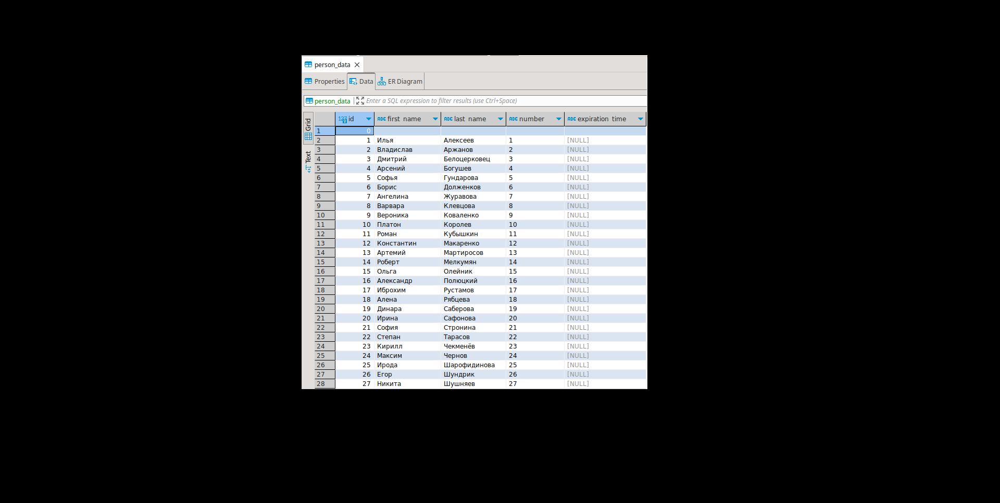 person_data
Properties Data ER Diagram
person_data Enter a SQL expression to filter results (use Ctrl+Space)
Grid
Text
123 id ABC first_name ABC last_name ABC number ABC expiration_time
1 0
2 1 Илья Алексеев 1 [NULL]
3 2 Владислав Аржанов 2 [NULL]
4 3 Дмитрий Белоцерковец 3 [NULL]
5 4 Арсений Богушев 4 [NULL]
6 5 Софья Гундарова 5 [NULL]
7 6 Борис Долженков 6 [NULL]
8 7 Ангелина Журавова 7 [NULL]
9 8 Варвара Клевцова 8 [NULL]
10 9 Вероника Коваленко 9 [NULL]
11 10 Платон Королев 10 [NULL]
12 11 Роман Кубышкин 11 [NULL]
13 12 Константин Макаренко 12 [NULL]
14 13 Артемий Мартиросов 13 [NULL]
15 14 Роберт Мелкумян 14 [NULL]
16 15 Ольга Олейник 15 [NULL]
17 16 Александр Полюцкий 16 [NULL]
18 17 Иброхим Рустамов 17 [NULL]
19 18 Алена Рябцева 18 [NULL]
20 19 Динара Саберова 19 [NULL]
21 20 Ирина Сафонова 20 [NULL]
22 21 София Стронина 21 [NULL]
23 22 Степан Тарасов 22 [NULL]
24 23 Кирилл Чекменёв 23 [NULL]
25 24 Максим Чернов 24 [NULL]
26 25 Ирода Шарофидинова 25 [NULL]
27 26 Егор Шундрик 26 [NULL]
28 27 Никита Шушняев 27 [NULL]